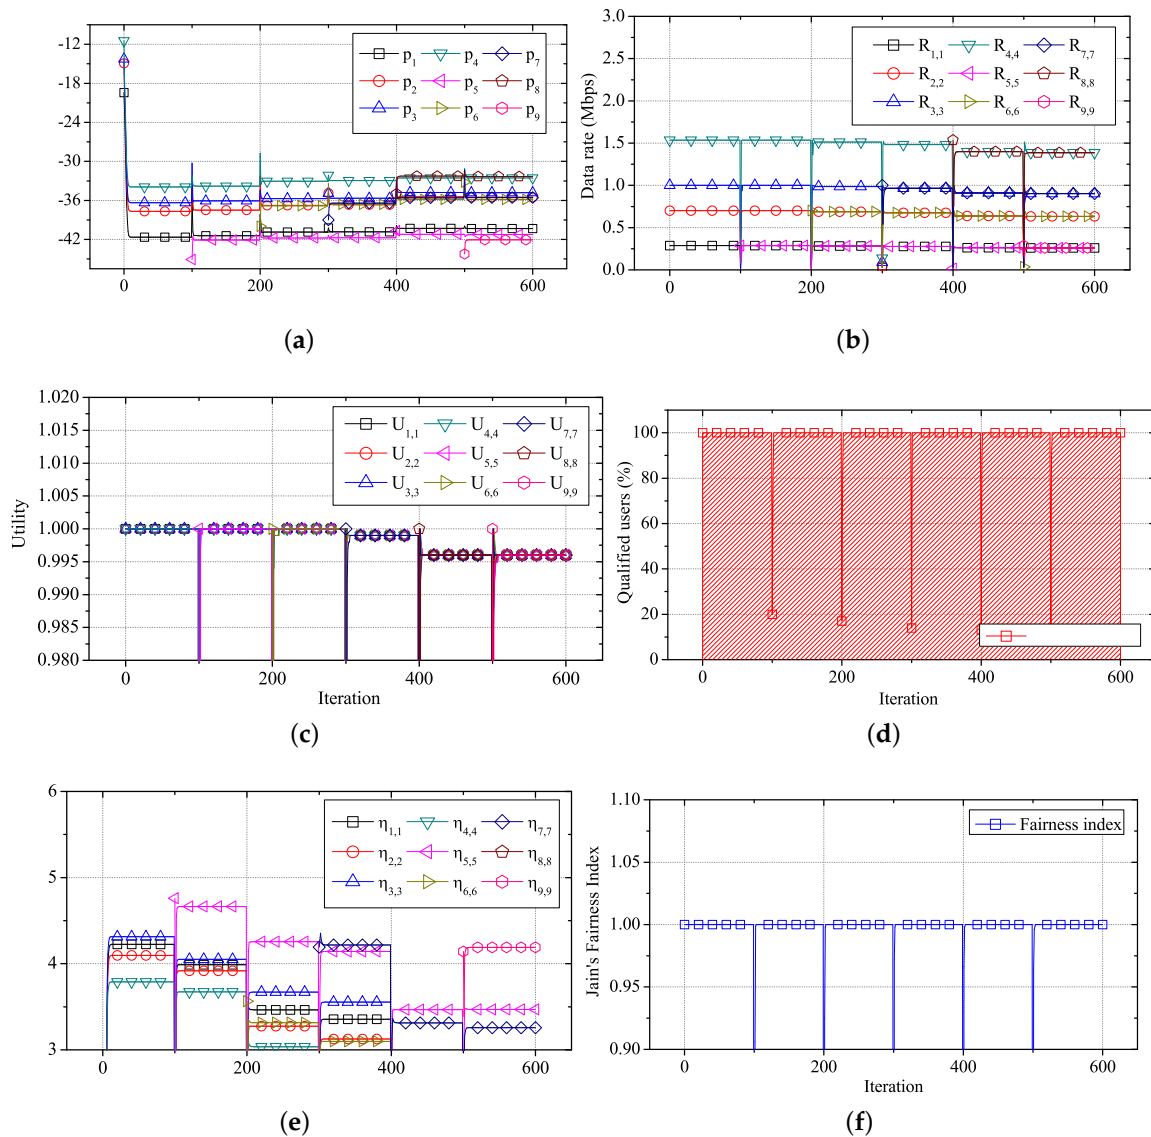 -12
-18
-24
-30
-36
-42
0
200
400
600
p1 p4 p7
p2 p5 p8
p3 p6 p9
(a)
Data rate (Mbps)
3.0
2.5
2.0
1.5
1.0
0.5
0.0
0
200
400
600
R1,1 R4,4 R7,7
R2,2 R5,5 R8,8
R3,3 R6,6 R9,9
(b)
Utility
1.020
1.015
1.010
1.005
1.000
0.995
0.990
0.985
0.980
0
200
400
600
U1,1 U4,4 U7,7
U2,2 U5,5 U8,8
U3,3 U6,6 U9,9
Iteration
(c)
Qualified users (%)
100
80
60
40
20
0
0
200
400
600
Iteration
(d)
6
5
4
3
0
200
400
600
η1,1 η4,4 η7,7
η2,2 η5,5 η8,8
η3,3 η6,6 η9,9
(e)
Jain's Fairness Index
1.10
1.05
1.00
0.95
0.90
0
200
400
600
Fairness index
Iteration
(f)